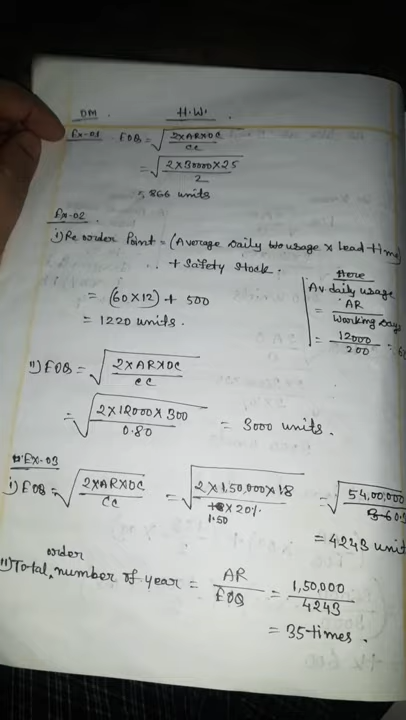 DM. H.W.
Ex-01 EOQ = √(2×AR×OC / CC)
= √(2×30000×25 / 2)
= 866 units
Ex-02.
i) Re order Point = (Average Daily usage × Lead time)
+ Safety Stock.
= (60×12) + 500
= 1220 units.
Here
Av. daily usage
= AR / Working Days
= 12000 / 200
ii) EOQ = √(2×AR×OC / CC)
= √(2×12000×300 / 0.80) = 3000 units.
Ex-03
i) EOQ = √(2×AR×OC / CC) = √(2×1,50,000×18 / 1.50 × 20%) = √(54,00,000 /
= 4243 unit
ii) Total order number of year = AR / EOQ = 1,50,000 / 4243
= 35 times.